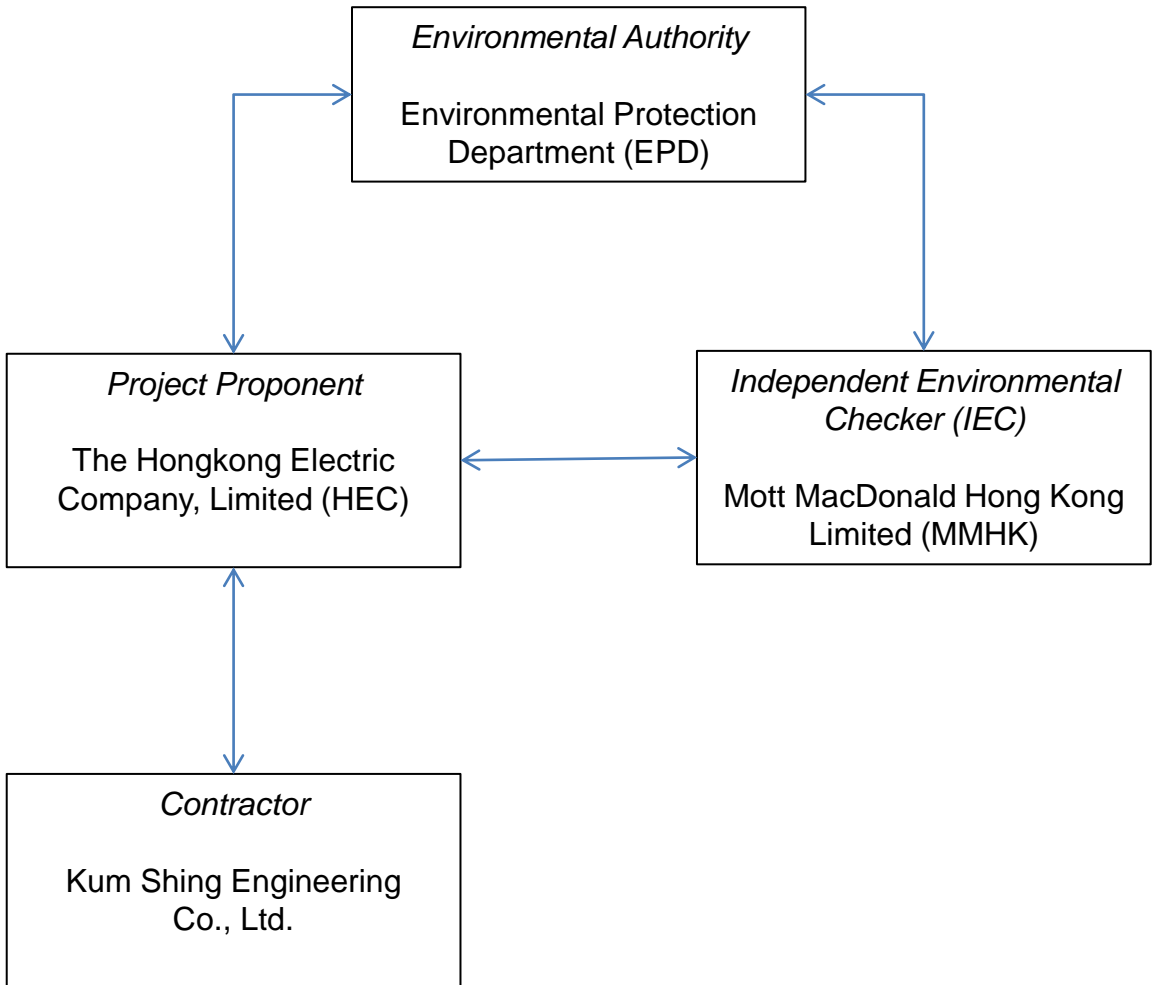 Environmental Authority
Environmental Protection
Department (EPD)
Project Proponent
The Hongkong Electric
Company, Limited (HEC)
Independent Environmental
Checker (IEC)
Mott MacDonald Hong Kong
Limited (MMHK)
Contractor
Kum Shing Engineering
Co., Ltd.